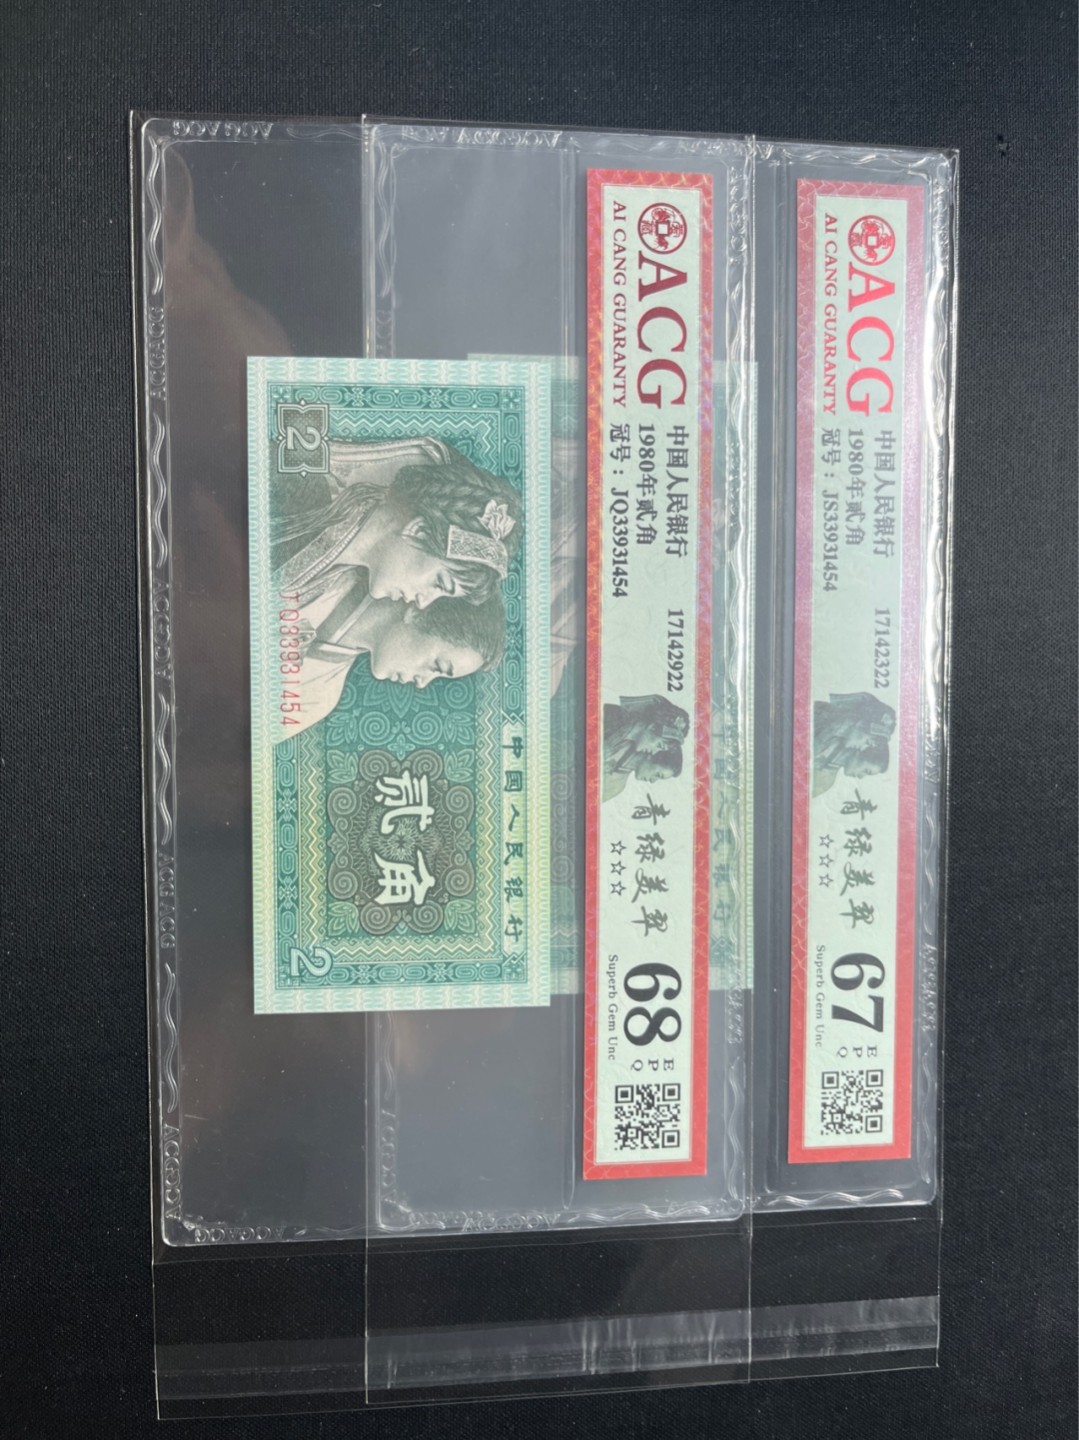 ACG
AI CANG GUARANTY
中国人民银行
1980年贰角
冠号：JS33931454
17142322
青绿美翠
☆☆☆
67
EPQ
Superb Gem Unc
ACG
AI CANG GUARANTY
中国人民银行
1980年贰角
冠号：JQ33931454
17142922
青绿美翠
☆☆☆
68
EPQ
Superb Gem Unc
中国人民银行
贰角
2
2
JQ33931454